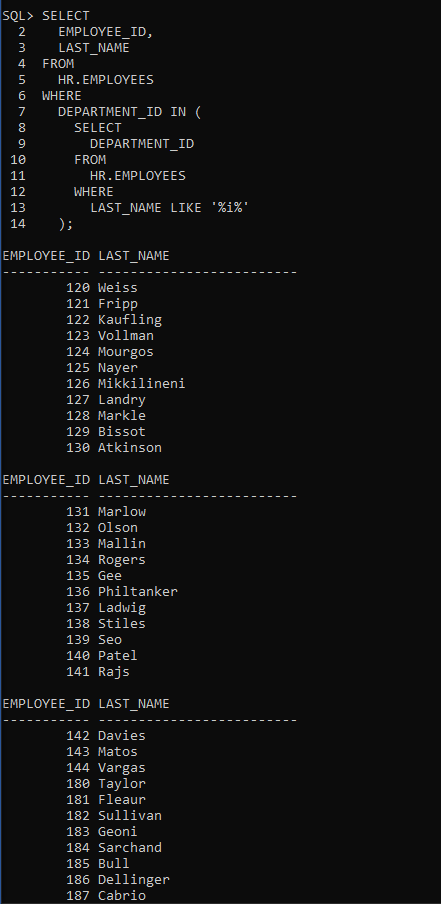 SQL> SELECT
  2    EMPLOYEE_ID,
  3    LAST_NAME
  4  FROM
  5    HR.EMPLOYEES
  6  WHERE
  7    DEPARTMENT_ID IN (
  8      SELECT
  9        DEPARTMENT_ID
 10      FROM
 11        HR.EMPLOYEES
 12      WHERE
 13        LAST_NAME LIKE '%i%'
 14    );

EMPLOYEE_ID LAST_NAME
----------- -------------------------
        120 Weiss
        121 Fripp
        122 Kaufling
        123 Vollman
        124 Mourgos
        125 Nayer
        126 Mikkilineni
        127 Landry
        128 Markle
        129 Bissot
        130 Atkinson

EMPLOYEE_ID LAST_NAME
----------- -------------------------
        131 Marlow
        132 Olson
        133 Mallin
        134 Rogers
        135 Gee
        136 Philtanker
        137 Ladwig
        138 Stiles
        139 Seo
        140 Patel
        141 Rajs

EMPLOYEE_ID LAST_NAME
----------- -------------------------
        142 Davies
        143 Matos
        144 Vargas
        180 Taylor
        181 Fleaur
        182 Sullivan
        183 Geoni
        184 Sarchand
        185 Bull
        186 Dellinger
        187 Cabrio